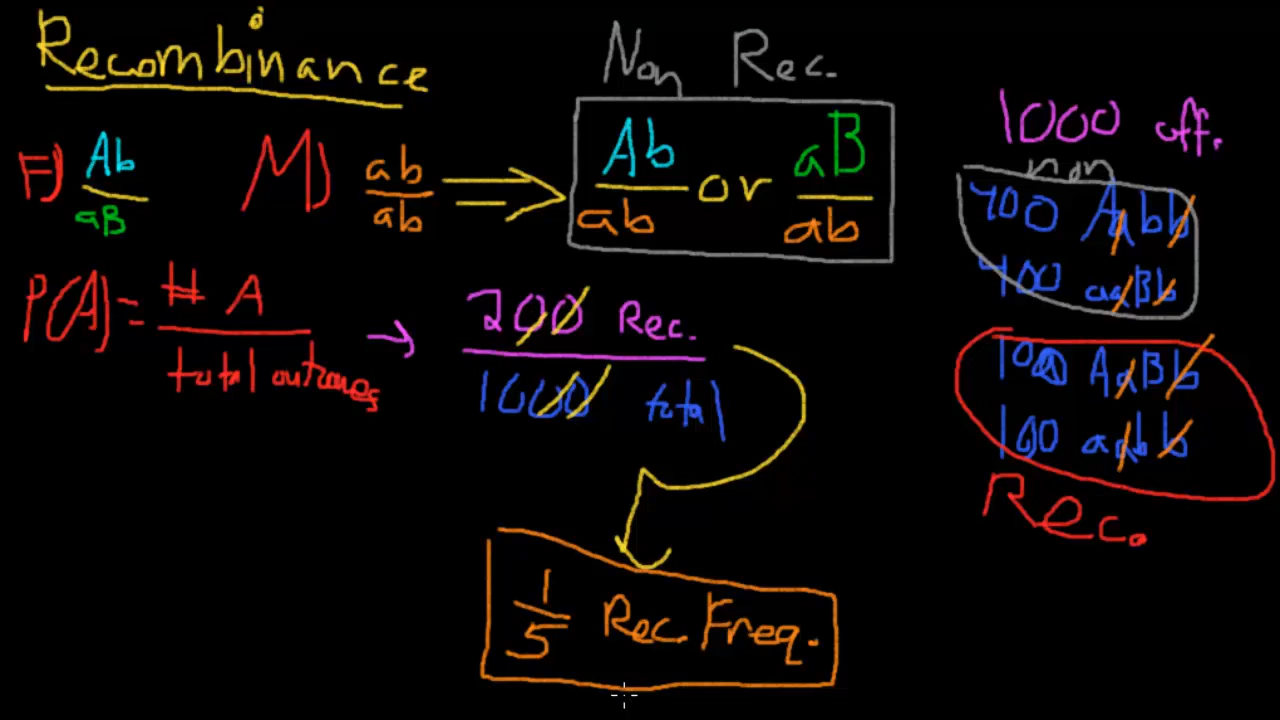 Recombinance
Non Rec.
F) Ab
aB
M) ab
ab
Ab
ab
or
aB
ab
P(A) = # A
total outcomes
200 Rec.
1000 total
1
5
Rec. Freq.
1000 off.
non
400 Aabb
400 aaBb
100 AaBb
100 aabb
Rec.